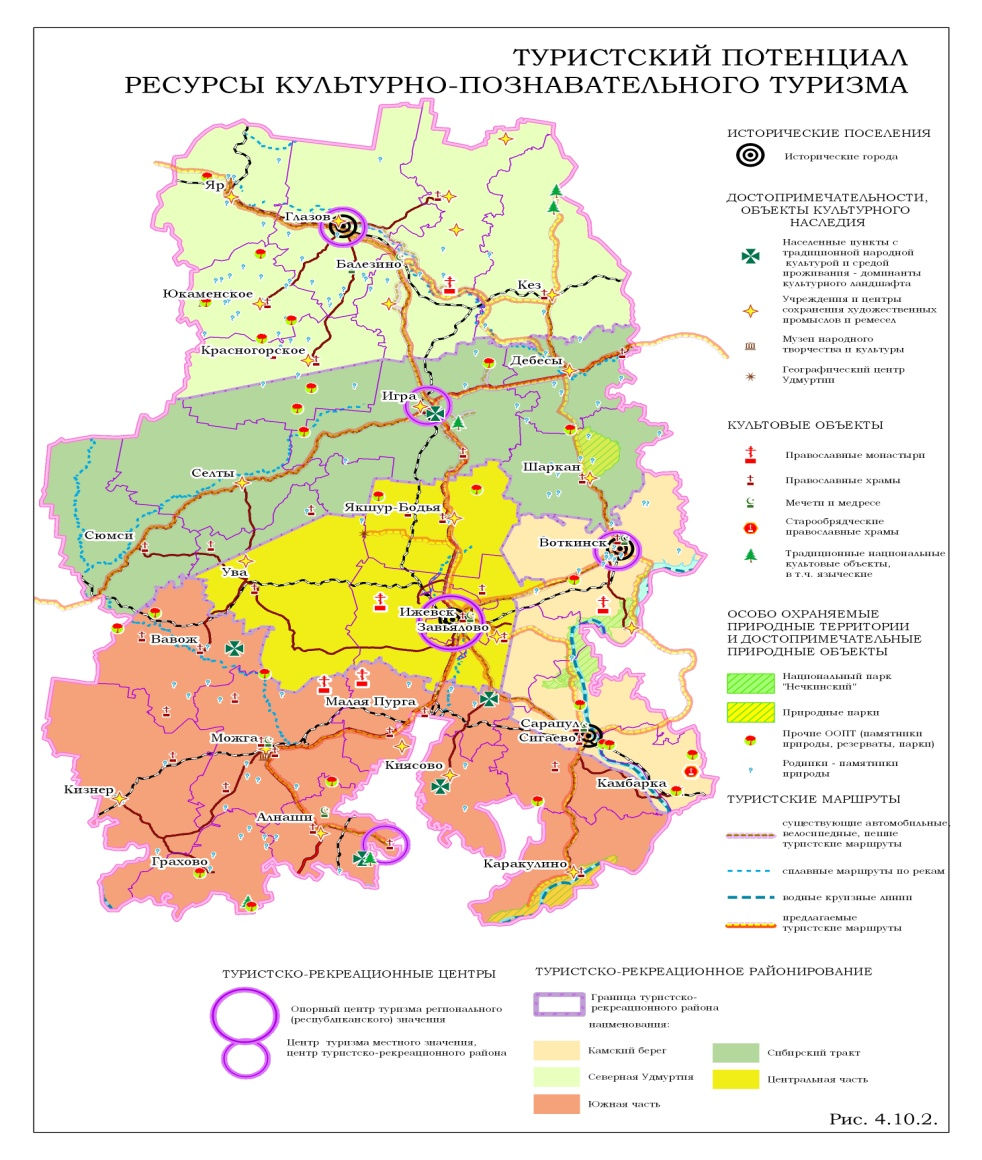 ТУРИСТСКИЙ ПОТЕНЦИАЛ
РЕСУРСЫ КУЛЬТУРНО-ПОЗНАВАТЕЛЬНОГО ТУРИЗМА
Яр
Глазов
Балезино
Юкаменское
Кез
Красногорское
Дебесы
Игра
Шаркан
Селты
Якшур-Бодья
Сюмси
Воткинск
Ува
Ижевск
Завьялово
Вавож
Малая Пурга
Сарапул
Сигаево
Можга
Киясово
Кизнер
Камбарка
Алнаши
Грахово
Каракулино
ИСТОРИЧЕСКИЕ ПОСЕЛЕНИЯ
Исторические города
ДОСТОПРИМЕЧАТЕЛЬНОСТИ,
ОБЪЕКТЫ КУЛЬТУРНОГО
НАСЛЕДИЯ
Населенные пункты с
традиционной народной
культурой и средой
проживания - доминанты
культурного ландшафта
Учреждения и центры
сохранения художественных
промыслов и ремесел
Музеи народного
творчества и культуры
Географический центр
Удмуртии
КУЛЬТОВЫЕ ОБЪЕКТЫ
Православные монастыри
Православные храмы
Мечети и медресе
Старообрядческие
православные храмы
Традиционные национальные
культовые объекты,
в т.ч. языческие
ОСОБО ОХРАНЯЕМЫЕ
ПРИРОДНЫЕ ТЕРРИТОРИИ
И ДОСТОПРИМЕЧАТЕЛЬНЫЕ
ПРИРОДНЫЕ ОБЪЕКТЫ
Национальный парк
"Нечкинский"
Природные парки
Прочие ООПТ (памятники
природы, резерваты, парки)
Родники - памятники
природы
ТУРИСТСКИЕ МАРШРУТЫ
существующие автомобильные,
велосипедные, пешие
туристские маршруты
сплавные маршруты по рекам
водные круизные линии
предлагаемые
туристские маршруты
ТУРИСТСКО-РЕКРЕАЦИОННЫЕ ЦЕНТРЫ
Опорный центр туризма регионального
(республиканского) значения
Центр туризма местного значения,
центр туристско-рекреационного района
ТУРИСТСКО-РЕКРЕАЦИОННОЕ РАЙОНИРОВАНИЕ
Граница туристско-
рекреационного района
наименования:
Камский берег
Сибирский тракт
Северная Удмуртия
Центральная часть
Южная часть
Рис. 4.10.2.